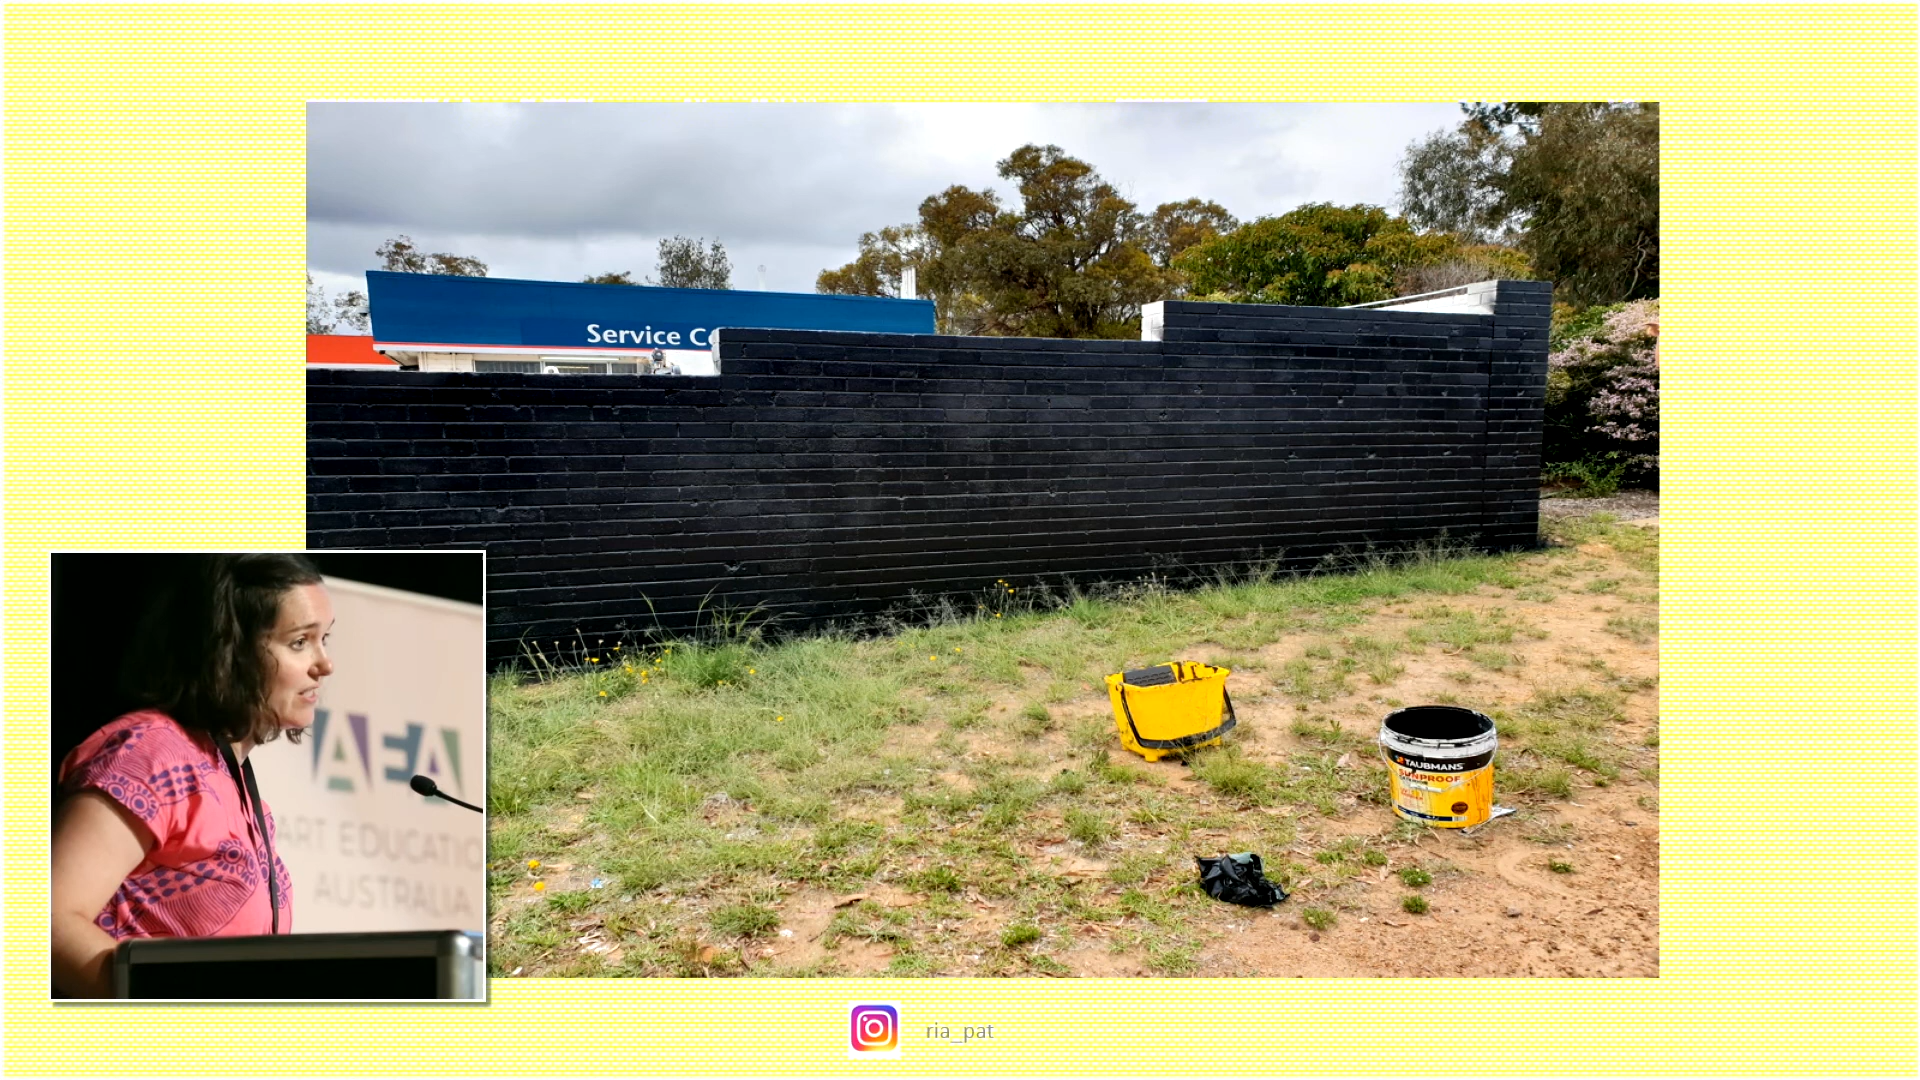 Service C
TAUBMANS
SUNPROOF
AEA
ART EDUCATIO
AUSTRALIA
ria_pat